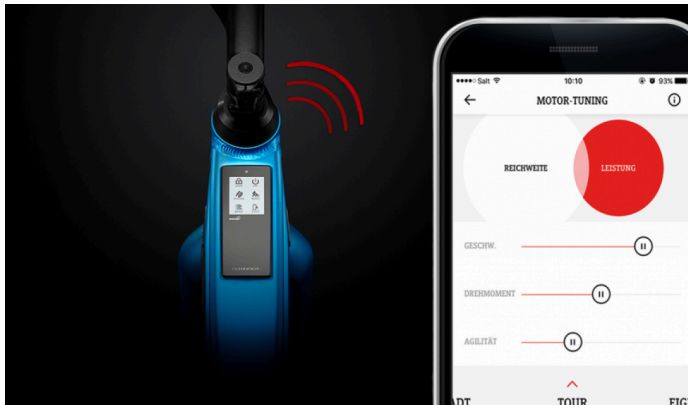 Salt
10:10
93%
MOTOR-TUNING
REICHWEITE
LEISTUNG
GESCHW.
DREHMOMENT
AGILITÄT
TOUR